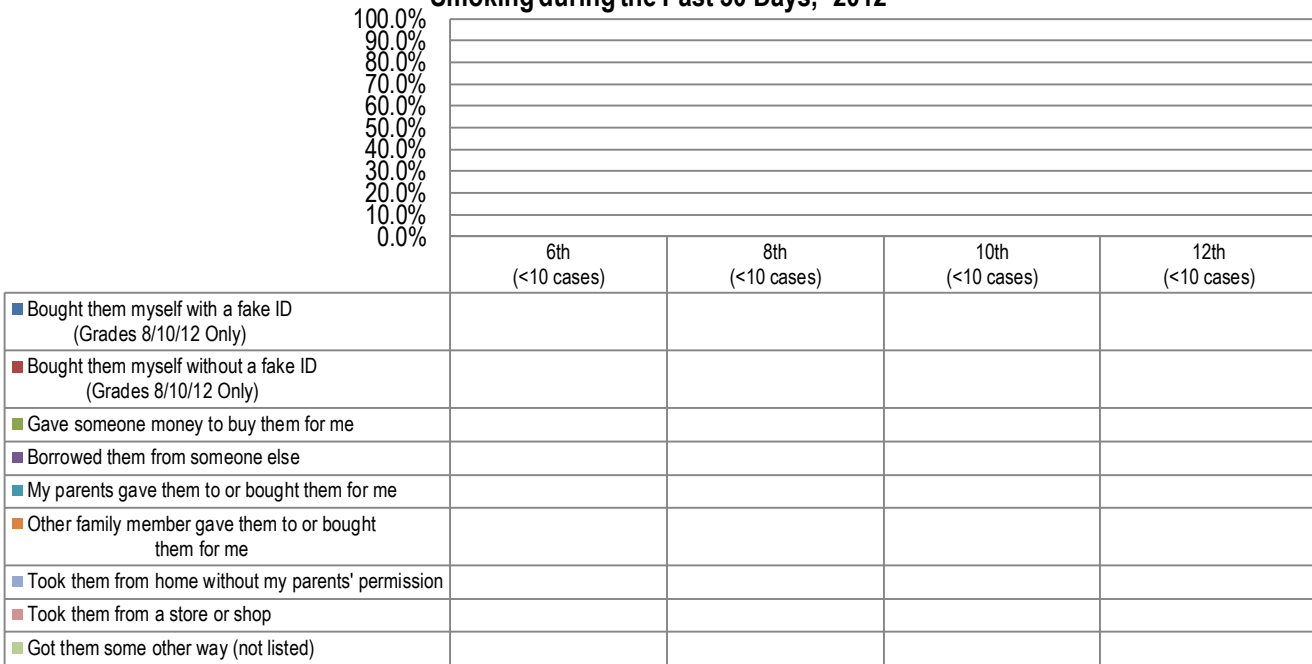 Smoking during the Past 30 Days, 2012
100.0%
90.0%
80.0%
70.0%
60.0%
50.0%
40.0%
30.0%
20.0%
10.0%
0.0%
6th 8th 10th 12th
(<10 cases) (<10 cases) (<10 cases) (<10 cases)
Bought them myself with a fake ID
(Grades 8/10/12 Only)
Bought them myself without a fake ID
(Grades 8/10/12 Only)
Gave someone money to buy them for me
Borrowed them from someone else
My parents gave them to or bought them for me
Other family member gave them to or bought
them for me
Took them from home without my parents' permission
Took them from a store or shop
Got them some other way (not listed)